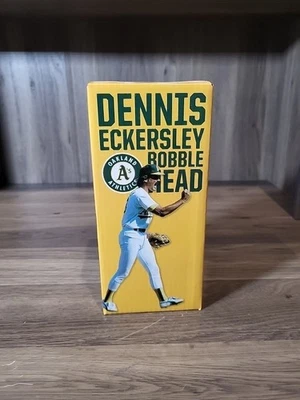 DENNIS
ECKERSLEY
BOBBLE
HEAD
OAKLAND
A's
ATHLETICS